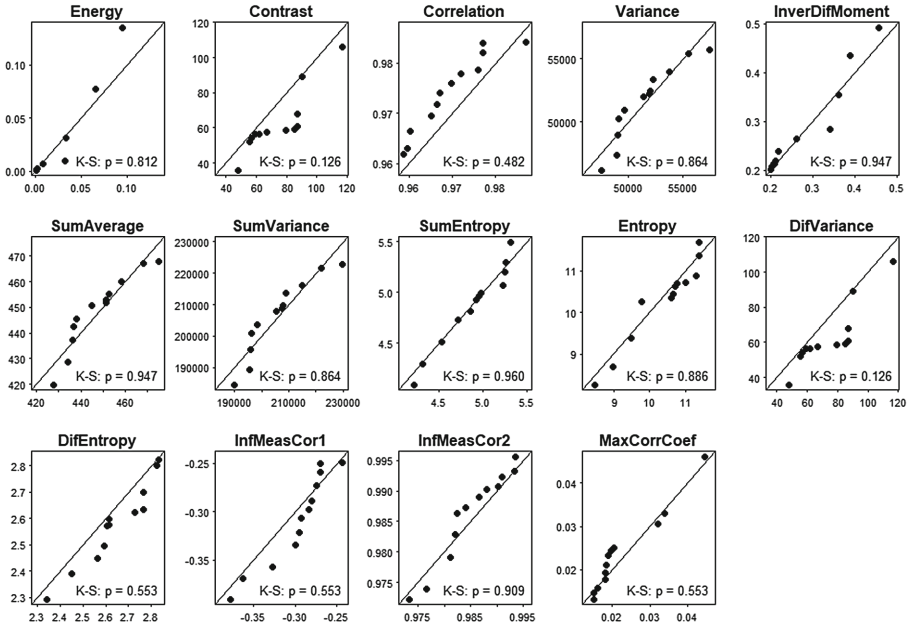 Energy Contrast Correlation Variance InverDifMoment
0.10
0.05
0.00
K-S: p = 0.812
0.00 0.05 0.10
120
100
80
60
40
K-S: p = 0.126
40 60 80 100 120
0.98
0.97
0.96
K-S: p = 0.482
0.96 0.97 0.98
55000
50000
K-S: p = 0.864
50000 55000
0.5
0.4
0.3
0.2
K-S: p = 0.947
0.2 0.3 0.4 0.5
SumAverage SumVariance SumEntropy Entropy DifVariance
470
460
450
440
430
420
K-S: p = 0.947
420 440 460
230000
220000
210000
200000
190000
K-S: p = 0.864
190000 210000 230000
5.5
5.0
4.5
K-S: p = 0.960
4.5 5.0 5.5
11
10
9
K-S: p = 0.886
9 10 11
120
100
80
60
40
K-S: p = 0.126
40 60 80 100 120
DifEntropy InfMeasCor1 InfMeasCor2 MaxCorrCoef
2.8
2.7
2.6
2.5
2.4
2.3
K-S: p = 0.553
2.3 2.4 2.5 2.6 2.7 2.8
-0.25
-0.30
-0.35
K-S: p = 0.553
-0.35 -0.30 -0.25
0.995
0.990
0.985
0.980
0.975
K-S: p = 0.909
0.975 0.985 0.995
0.04
0.03
0.02
K-S: p = 0.553
0.02 0.03 0.04